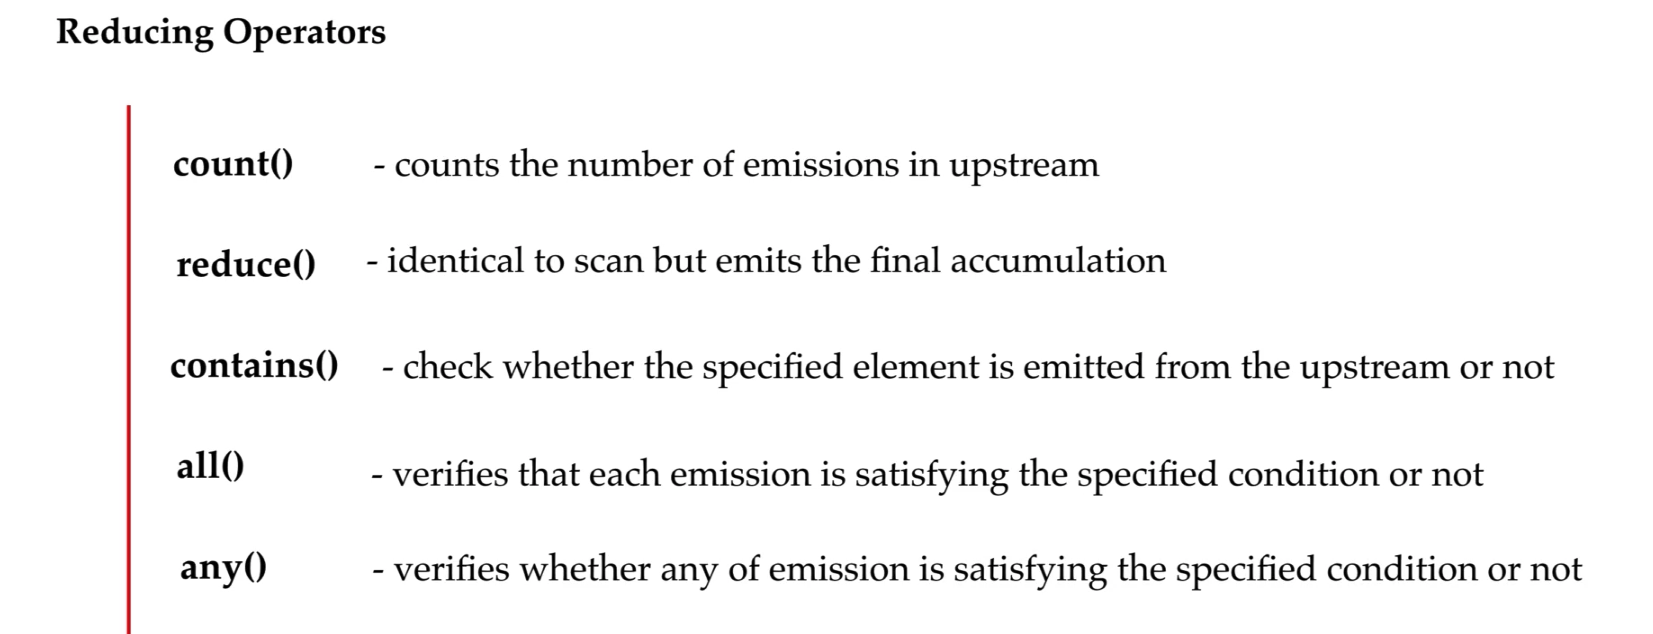 Reducing Operators
count() - counts the number of emissions in upstream
reduce() - identical to scan but emits the final accumulation
contains() - check whether the specified element is emitted from the upstream or not
all() - verifies that each emission is satisfying the specified condition or not
any() - verifies whether any of emission is satisfying the specified condition or not